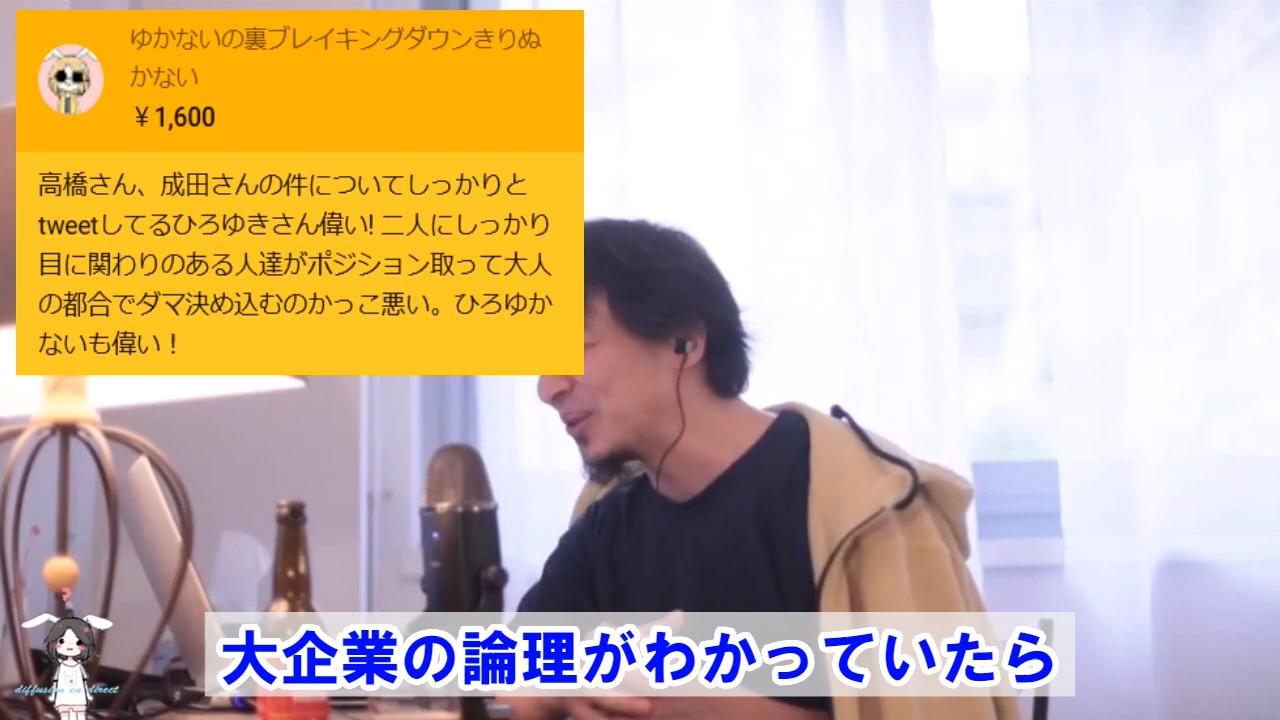 ゆかないの裏ブレイキングダウンきりぬ
かない
￥1,600
高橋さん、成田さんの件についてしっかりと
tweetしてるひろゆきさん偉い! 二人にしっかり
目に関わりのある人達がポジション取って大人
の都合でダマ決め込むのかっこ悪い。ひろゆか
ないも偉い！
diffusion en direct
大企業の論理がわかっていたら